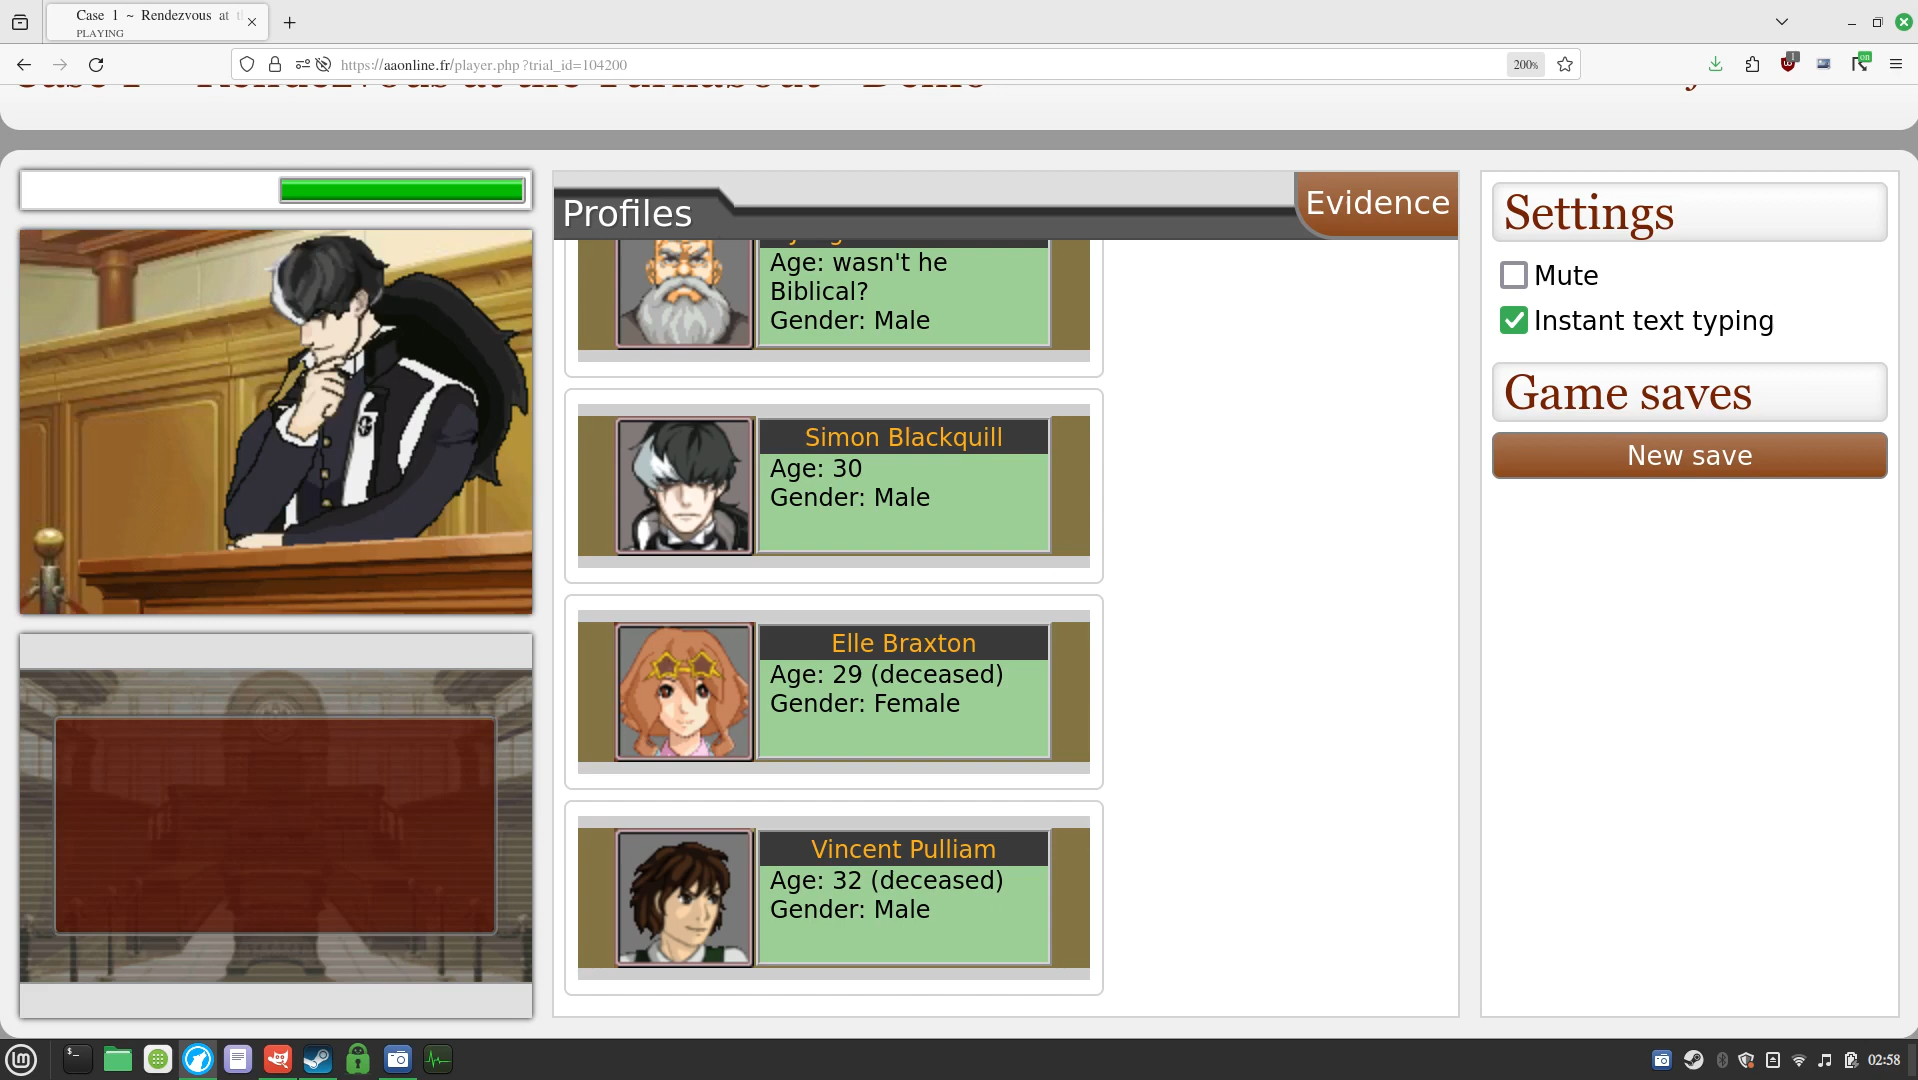 Case 1 ~ Rendezvous at t
PLAYING
https://aaonline.fr/player.php?trial_id=104200
200%
on
Profiles
Evidence
Age: wasn't he
Biblical?
Gender: Male
Simon Blackquill
Age: 30
Gender: Male
Elle Braxton
Age: 29 (deceased)
Gender: Female
Vincent Pulliam
Age: 32 (deceased)
Gender: Male
Settings
Mute
Instant text typing
Game saves
New save
02:58